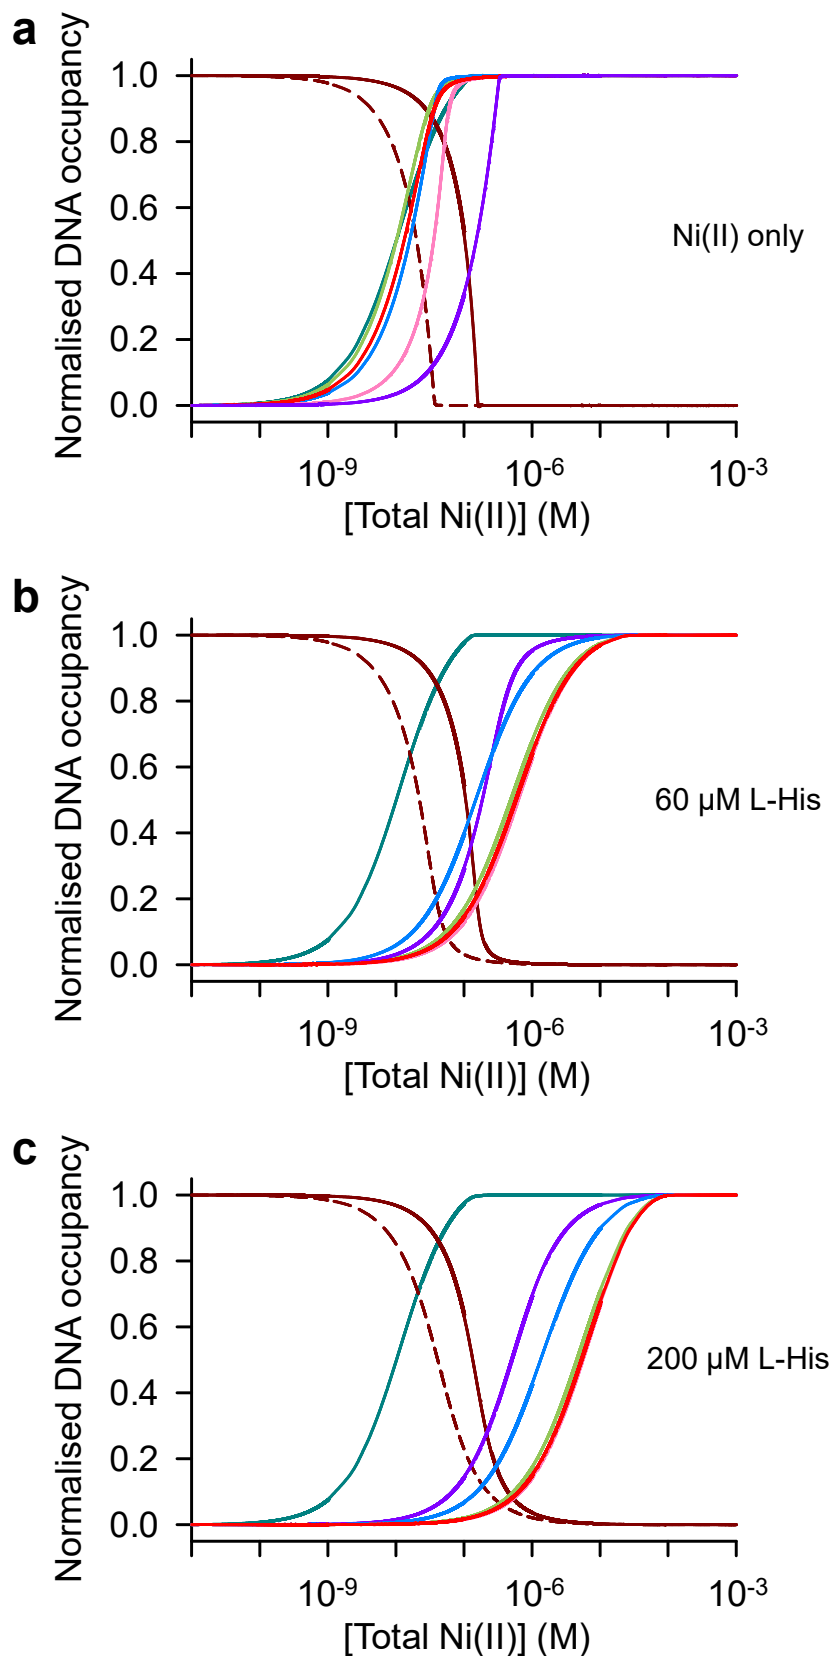 a
Normalised DNA occupancy
1.0
0.8
0.6
0.4
0.2
0.0
Ni(II) only
10-9 10-6 10-3
[Total Ni(II)] (M)
b
Normalised DNA occupancy
1.0
0.8
0.6
0.4
0.2
0.0
60 µM L-His
10-9 10-6 10-3
[Total Ni(II)] (M)
c
Normalised DNA occupancy
1.0
0.8
0.6
0.4
0.2
0.0
200 µM L-His
10-9 10-6 10-3
[Total Ni(II)] (M)